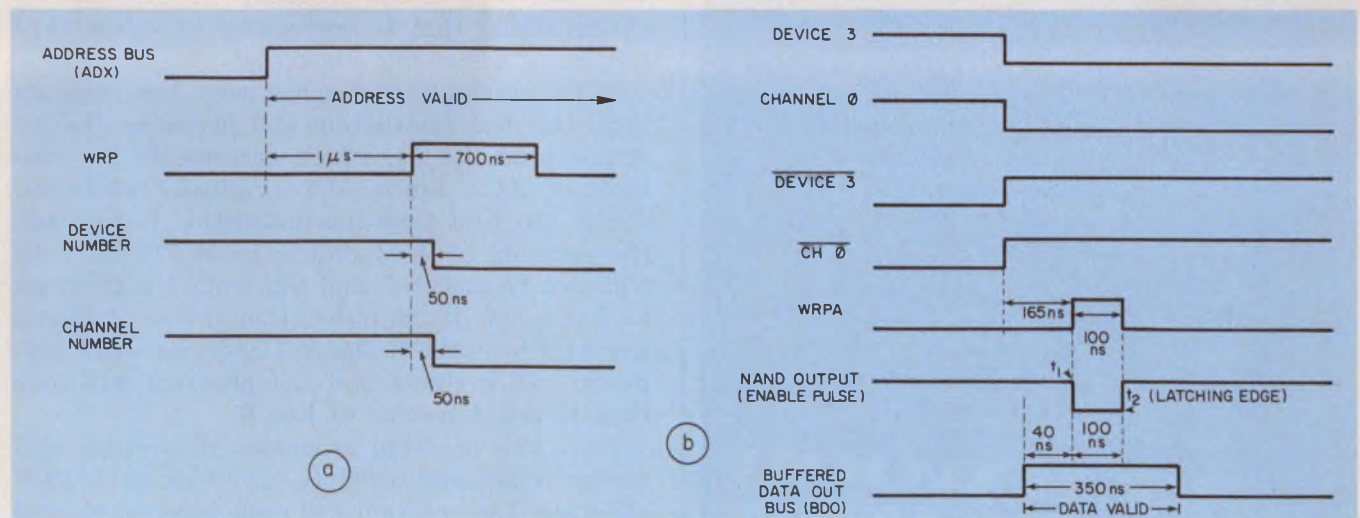 ADDRESS BUS
(ADX)
ADDRESS VALID
WRP
1 μs
700 ns
DEVICE
NUMBER
50 ns
CHANNEL
NUMBER
50 ns
a
DEVICE 3
CHANNEL Ø
D̅E̅V̅I̅C̅E̅ ̅3̅
C̅H̅ ̅Ø̅
WRPA
165 ns
100
ns
NAND OUTPUT
(ENABLE PULSE)
t₁
t₂ (LATCHING EDGE)
40
ns
100
ns
BUFFERED
DATA OUT
BUS (BDO)
350 ns
DATA VALID
b